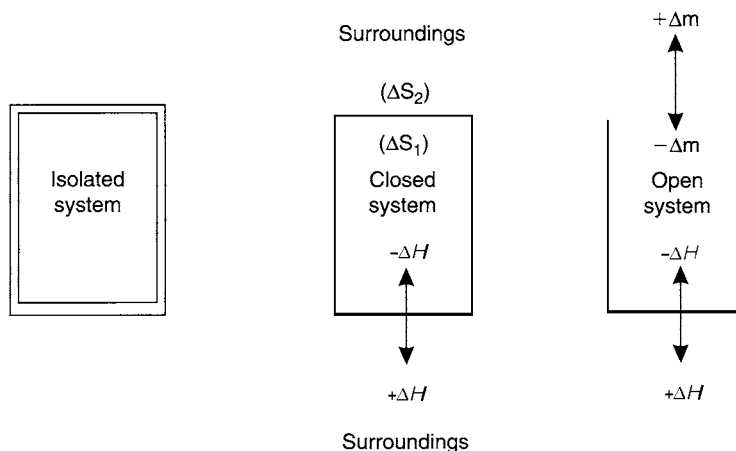 Surroundings
+Δm
(ΔS₂)
(ΔS₁)
−Δm
Isolated
system
Closed
system
Open
system
-ΔH
-ΔH
+ΔH
+ΔH
Surroundings